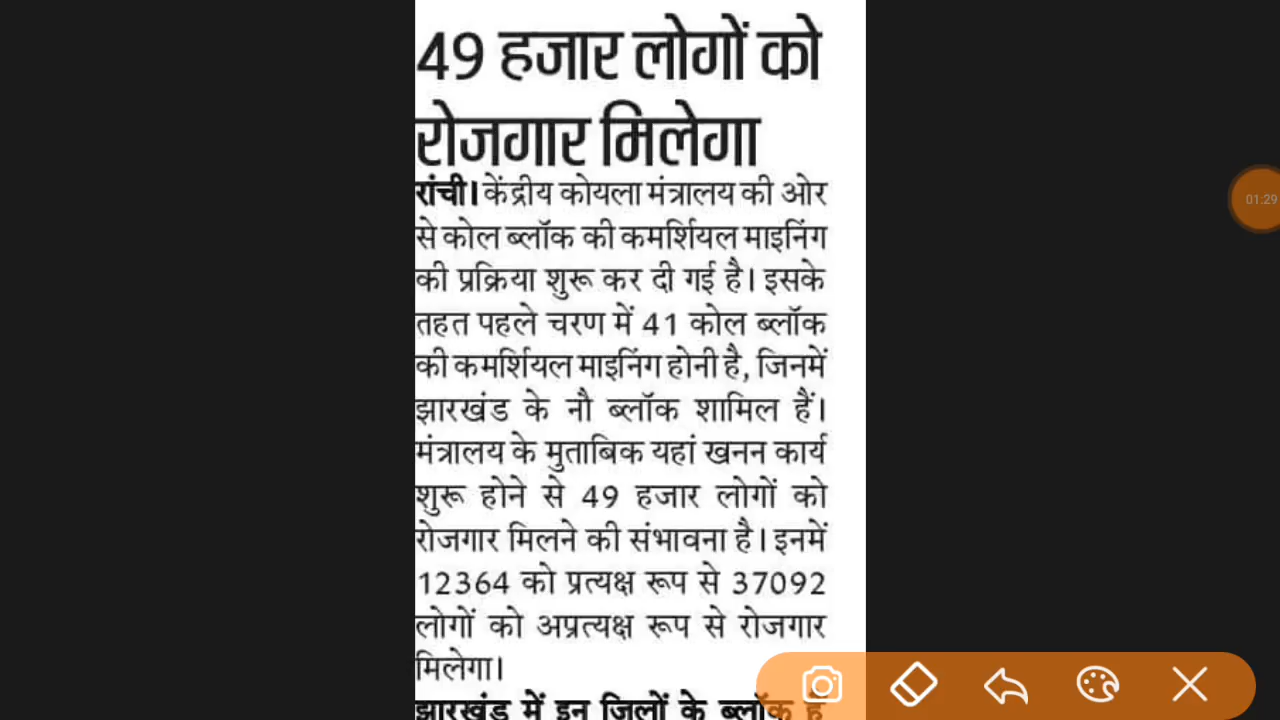 49 हजार लोगों को
रोजगार मिलेगा
रांची। केंद्रीय कोयला मंत्रालय की ओर
से कोल ब्लॉक की कमर्शियल माइनिंग
की प्रक्रिया शुरू कर दी गई है। इसके
तहत पहले चरण में 41 कोल ब्लॉक
की कमर्शियल माइनिंग होनी है, जिनमें
झारखंड के नौ ब्लॉक शामिल हैं।
मंत्रालय के मुताबिक यहां खनन कार्य
शुरू होने से 49 हजार लोगों को
रोजगार मिलने की संभावना है। इनमें
12364 को प्रत्यक्ष रूप से 37092
लोगों को अप्रत्यक्ष रूप से रोजगार
मिलेगा।
झारखंड में इन जिलों के ब्लॉक हैं
01:29